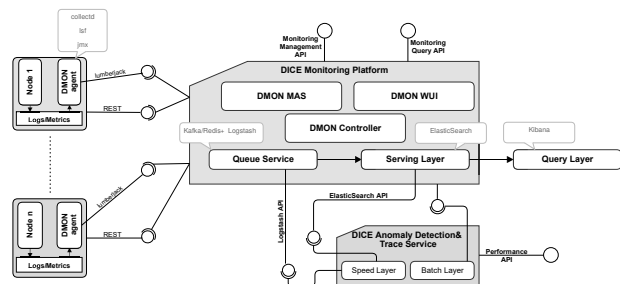 collectd
lsf
jmx
Node 1
DMON
agent
Logs/Metrics
lumberjack
REST
Monitoring
Management
API
Monitoring
Query API
DICE Monitoring Platform
DMON MAS
DMON WUI
DMON Controller
Kafka/Redis+ Logstash
ElasticSearch
Kibana
Queue Service
Serving Layer
Query Layer
Node n
DMON
agent
Logs/Metrics
lumberjack
REST
Logstash API
ElasticSearch API
DICE Anomaly Detection&
Trace Service
Speed Layer
Batch Layer
Performance
API